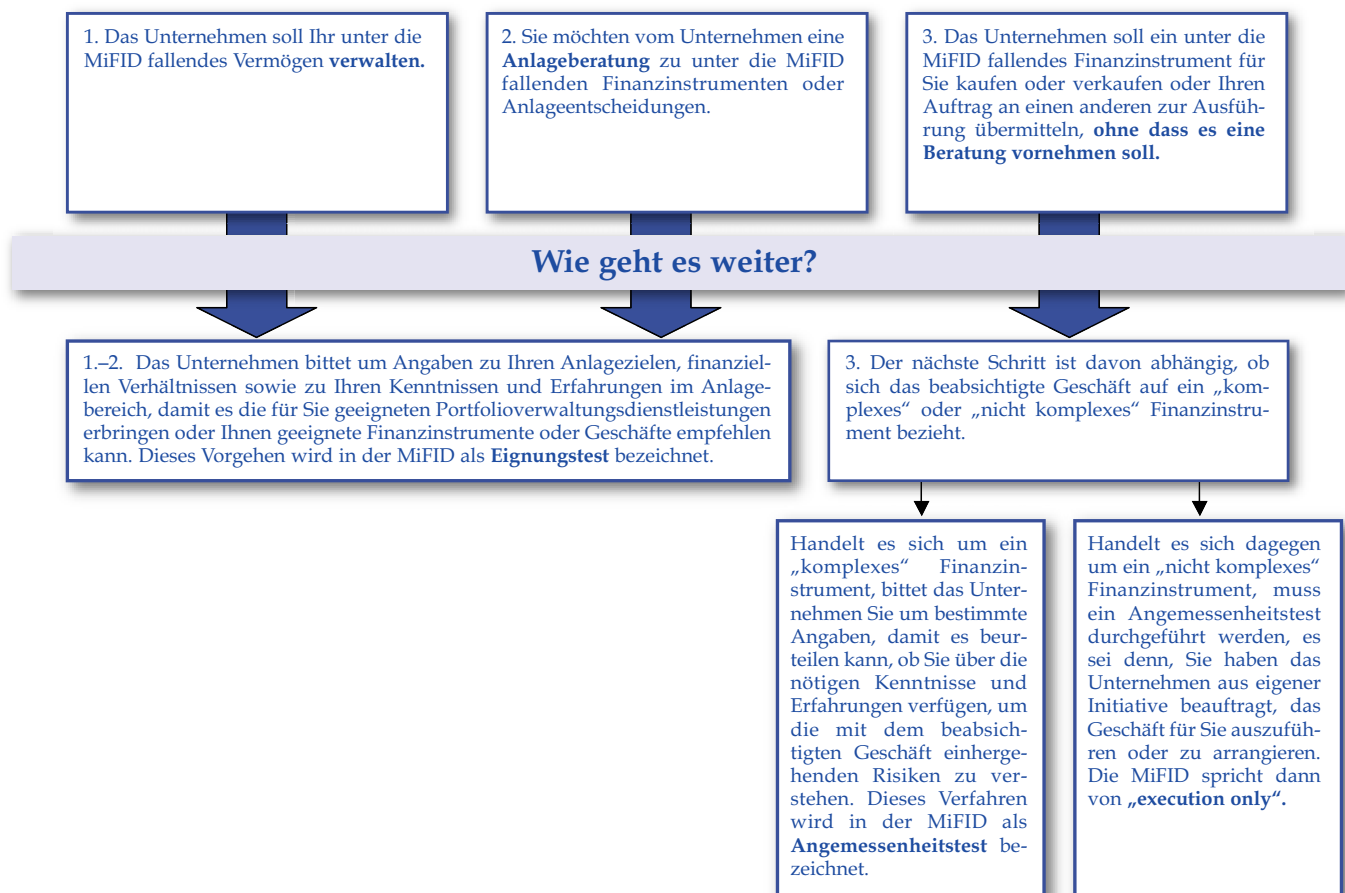 1. Das Unternehmen soll Ihr unter die
MiFID fallendes Vermögen verwalten.
2. Sie möchten vom Unternehmen eine
Anlageberatung zu unter die MiFID
fallenden Finanzinstrumenten oder
Anlageentscheidungen.
3. Das Unternehmen soll ein unter die
MiFID fallendes Finanzinstrument für
Sie kaufen oder verkaufen oder Ihren
Auftrag an einen anderen zur Ausfüh-
rung übermitteln, ohne dass es eine
Beratung vornehmen soll.
Wie geht es weiter?
1.–2. Das Unternehmen bittet um Angaben zu Ihren Anlagezielen, finanziel-
len Verhältnissen sowie zu Ihren Kenntnissen und Erfahrungen im Anlage-
bereich, damit es die für Sie geeigneten Portfolioverwaltungsdienstleistungen
erbringen oder Ihnen geeignete Finanzinstrumente oder Geschäfte empfehlen
kann. Dieses Vorgehen wird in der MiFID als Eignungstest bezeichnet.
3. Der nächste Schritt ist davon abhängig, ob
sich das beabsichtigte Geschäft auf ein „kom-
plexes“ oder „nicht komplexes“ Finanzinstru-
ment bezieht.
Handelt es sich um ein
„komplexes“ Finanzin-
strument, bittet das Unter-
nehmen Sie um bestimmte
Angaben, damit es beur-
teilen kann, ob Sie über die
nötigen Kenntnisse und
Erfahrungen verfügen, um
die mit dem beabsich-
tigten Geschäft einherge-
henden Risiken zu ver-
stehen. Dieses Verfahren
wird in der MiFID als
Angemessenheitstest be-
zeichnet.
Handelt es sich dagegen
um ein „nicht komplexes“
Finanzinstrument, muss
ein Angemessenheitstest
durchgeführt werden, es
sei denn, Sie haben das
Unternehmen aus eigener
Initiative beauftragt, das
Geschäft für Sie auszufüh-
ren oder zu arrangieren.
Die MiFID spricht dann
von „execution only“.